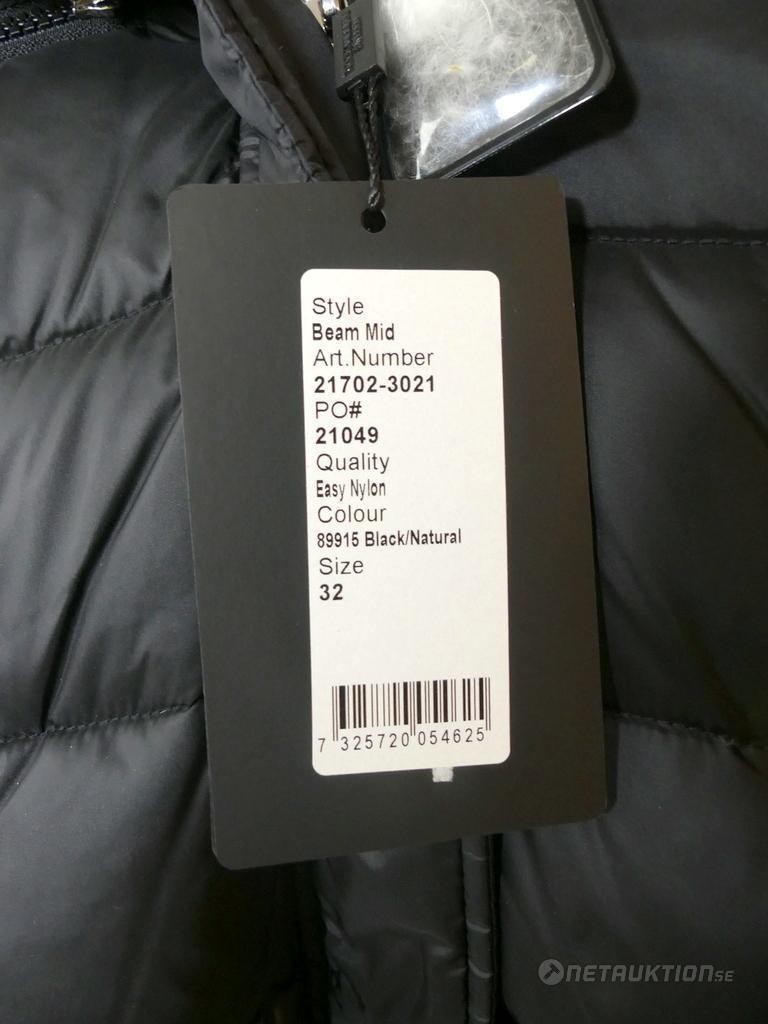 Style
Beam Mid
Art.Number
21702-3021
PO#
21049
Quality
Easy Nylon
Colour
89915 Black/Natural
Size
32
7 325720 054625
NETAUKTION.SE